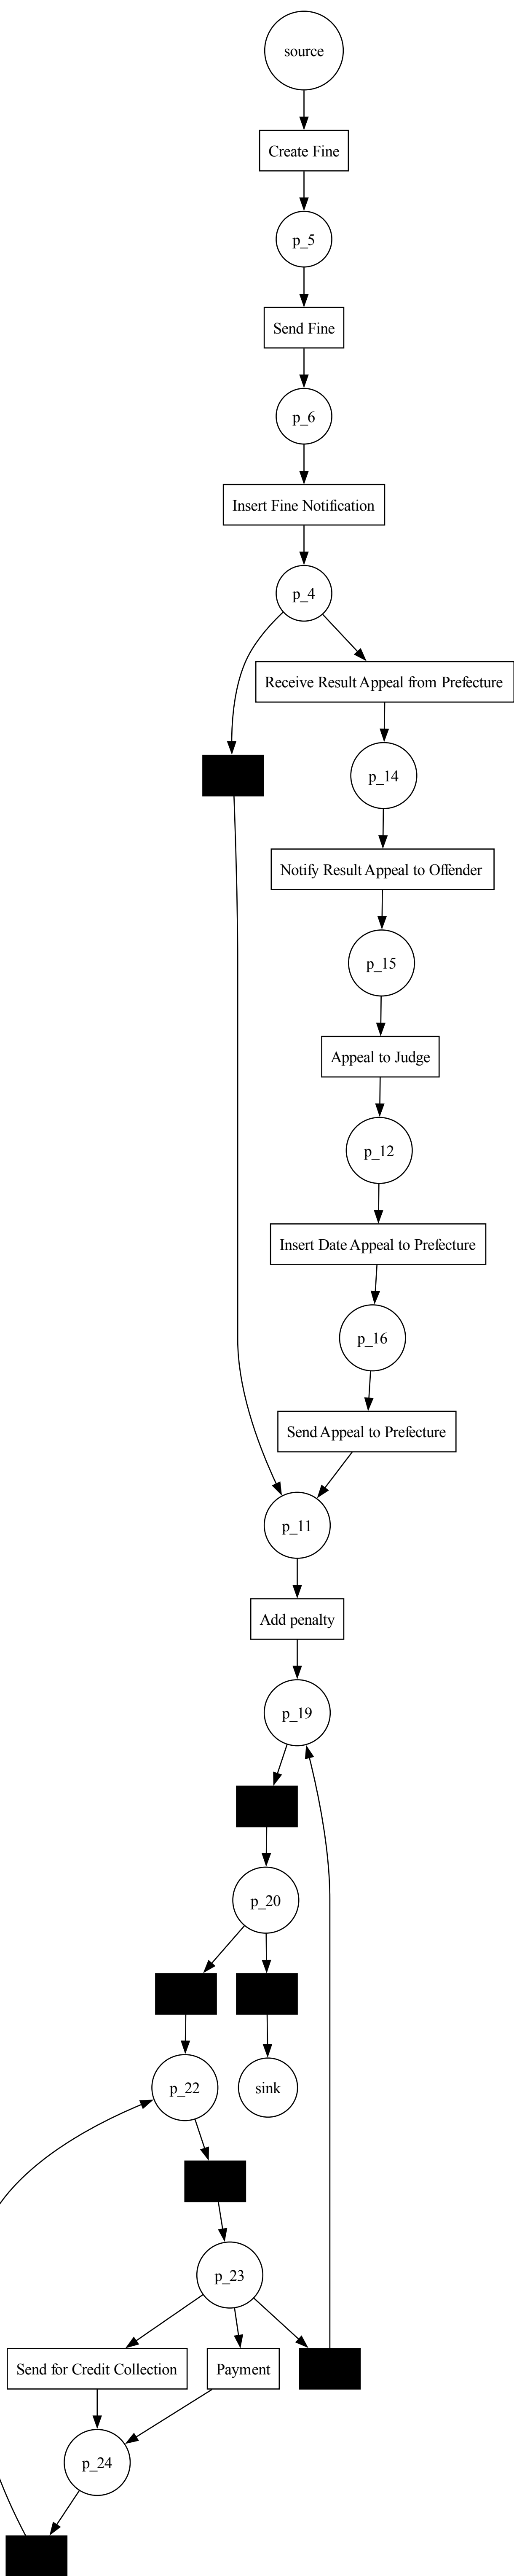 source
Create Fine
p_5
Send Fine
p_6
Insert Fine Notification
p_4
Receive Result Appeal from Prefecture
p_14
Notify Result Appeal to Offender
p_15
Appeal to Judge
p_12
Insert Date Appeal to Prefecture
p_16
Send Appeal to Prefecture
p_11
Add penalty
p_19
p_20
p_22
sink
p_23
Send for Credit Collection
Payment
p_24